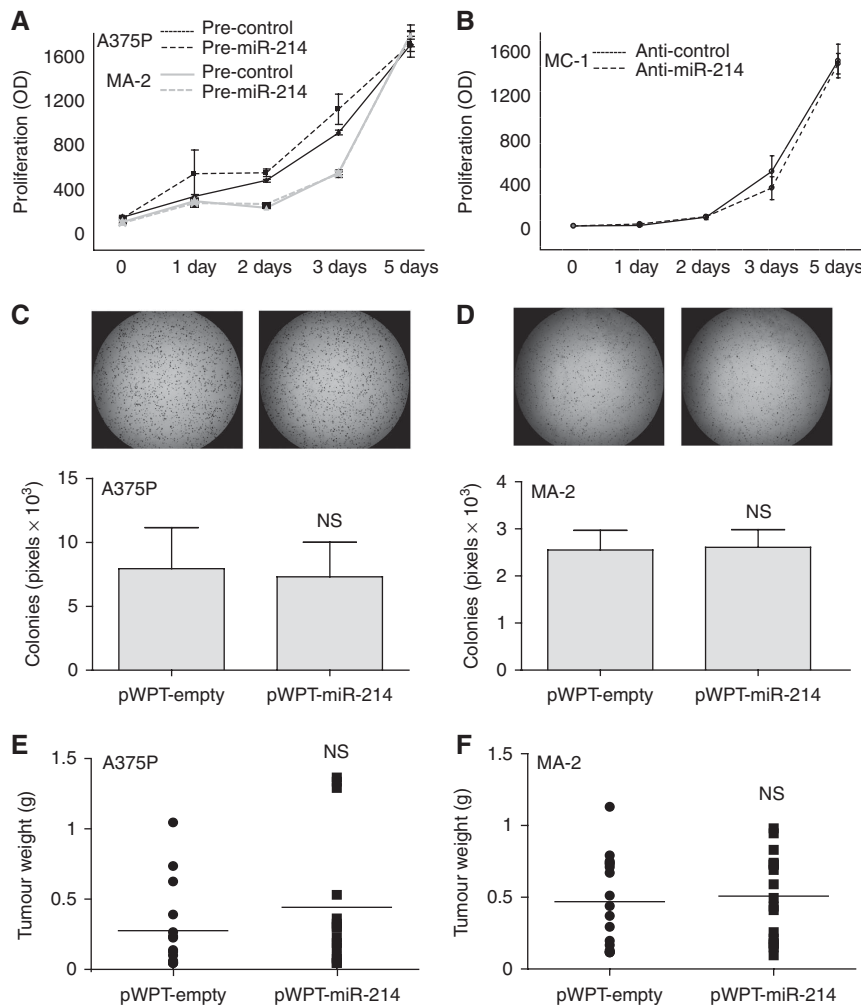 A
A375P
Pre-control
Pre-miR-214
MA-2
Pre-control
Pre-miR-214
Proliferation (OD)
1600
1200
800
400
0
0 1 day 2 days 3 days 5 days
B
MC-1
Anti-control
Anti-miR-214
Proliferation (OD)
1600
1200
800
400
0
0 1 day 2 days 3 days 5 days
C
A375P
Colonies (pixels × 10³)
15
10
5
0
NS
pWPT-empty pWPT-miR-214
D
MA-2
Colonies (pixels × 10³)
4
3
2
1
0
NS
pWPT-empty pWPT-miR-214
E
A375P
Tumour weight (g)
1.5
1
0.5
0
NS
pWPT-empty pWPT-miR-214
F
MA-2
Tumour weight (g)
1.5
1
0.5
0
NS
pWPT-empty pWPT-miR-214